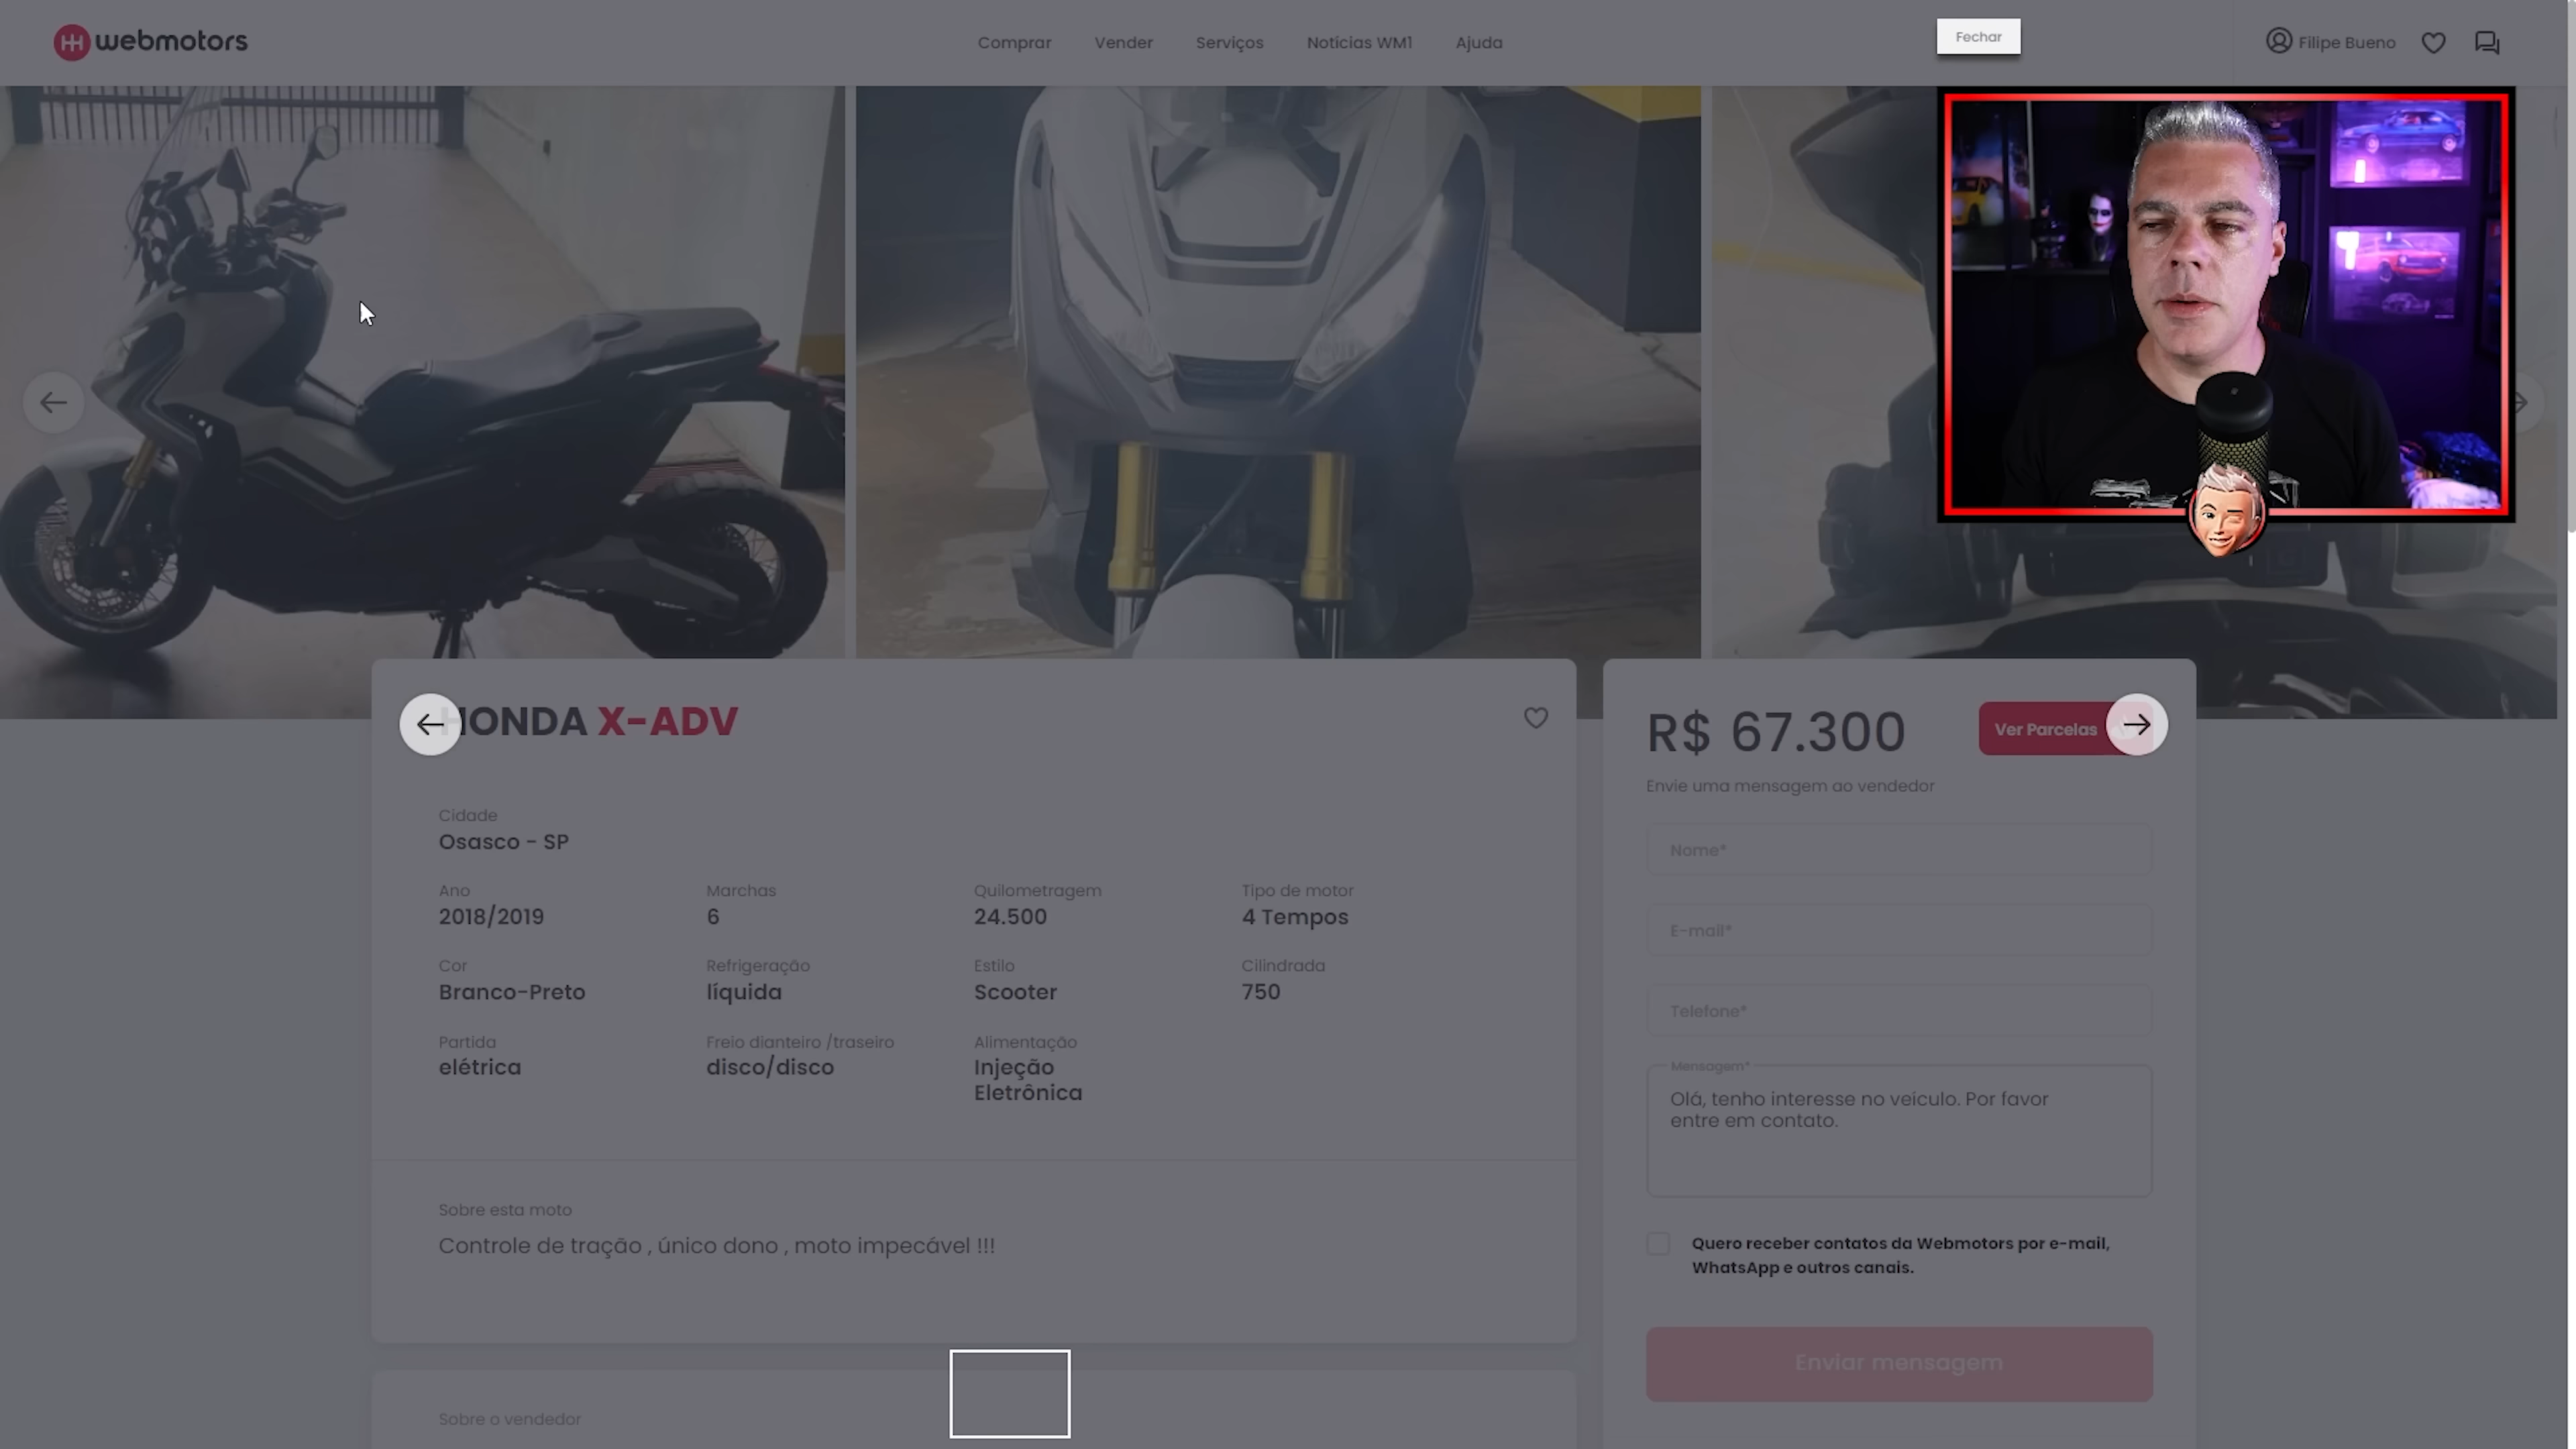 webmotors
Comprar
Vender
Serviços
Notícias WM1
Ajuda
Fechar
Filipe Bueno
HONDA X-ADV
Cidade
Osasco - SP
Ano
2018/2019
Marchas
6
Quilometragem
24.500
Tipo de motor
4 Tempos
Cor
Branco-Preto
Refrigeração
líquida
Estilo
Scooter
Cilindrada
750
Partida
elétrica
Freio dianteiro /traseiro
disco/disco
Alimentação
Injeção
Eletrônica
Sobre esta moto
Controle de tração , único dono , moto impecável !!!
Sobre o vendedor
R$ 67.300
Ver Parcelas
Envie uma mensagem ao vendedor
Nome*
E-mail*
Telefone*
Mensagem*
Olá, tenho interesse no veículo. Por favor
entre em contato.
Quero receber contatos da Webmotors por e-mail,
WhatsApp e outros canais.
Enviar mensagem